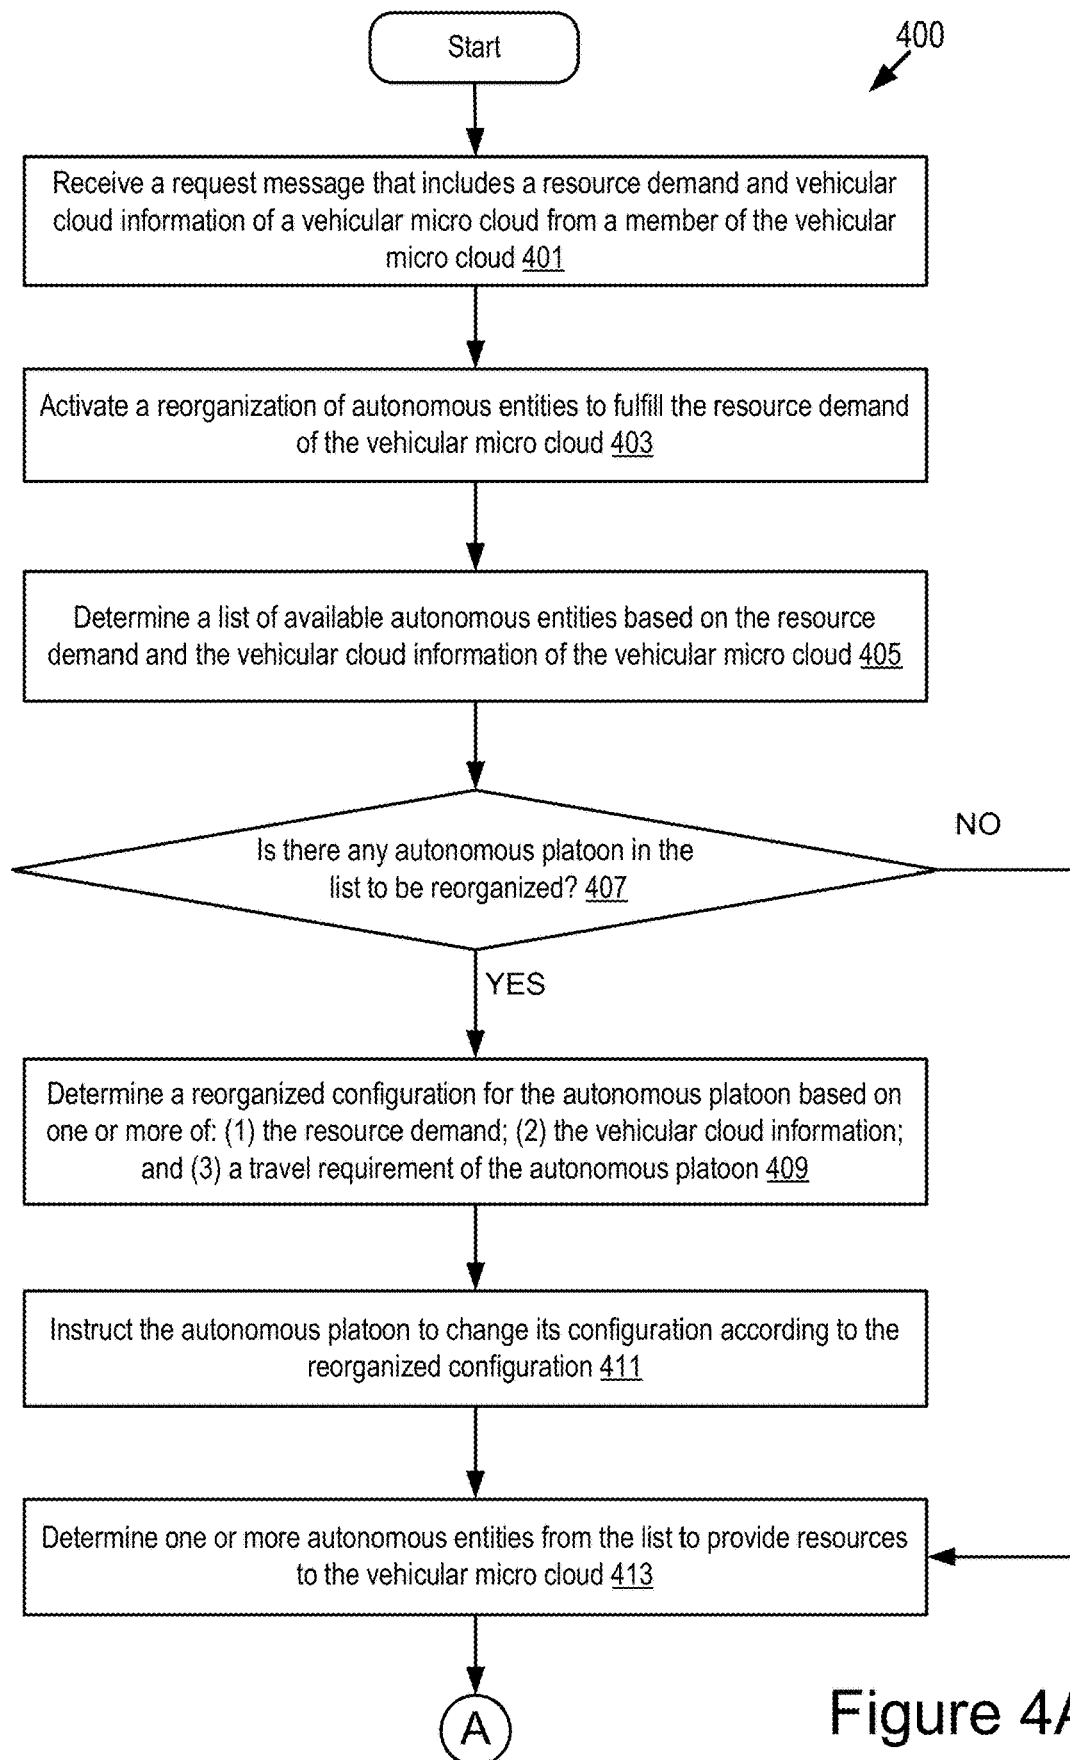 Start
400
Receive a request message that includes a resource demand and vehicular
cloud information of a vehicular micro cloud from a member of the vehicular
micro cloud 401
Activate a reorganization of autonomous entities to fulfill the resource demand
of the vehicular micro cloud 403
Determine a list of available autonomous entities based on the resource
demand and the vehicular cloud information of the vehicular micro cloud 405
Is there any autonomous platoon in the
list to be reorganized? 407
NO
YES
Determine a reorganized configuration for the autonomous platoon based on
one or more of: (1) the resource demand; (2) the vehicular cloud information;
and (3) a travel requirement of the autonomous platoon 409
Instruct the autonomous platoon to change its configuration according to the
reorganized configuration 411
Determine one or more autonomous entities from the list to provide resources
to the vehicular micro cloud 413
A
Figure 4A